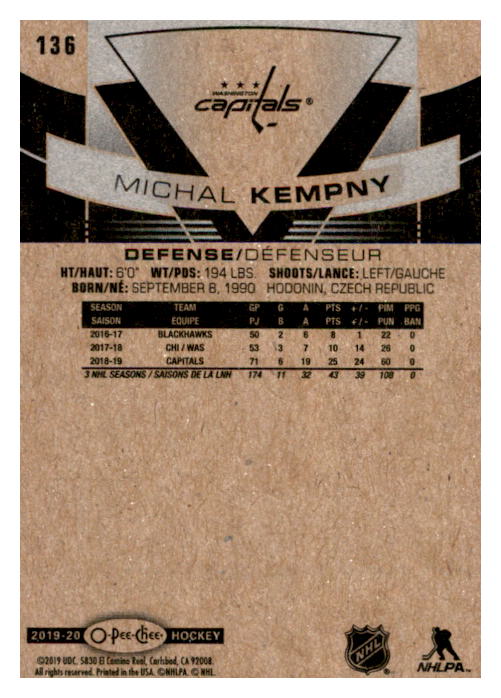 136
WASHINGTON
capitals®
MICHAL KEMPNY
DEFENSE/DÉFENSEUR
HT/HAUT: 6'0" WT/PDS: 194 LBS. SHOOTS/LANCE: LEFT/GAUCHE
BORN/NÉ: SEPTEMBER 8, 1990 HODONIN, CZECH REPUBLIC
SEASON TEAM GP G A PTS +/- PIM PPG
SAISON ÉQUIPE PJ B A PTS +/- PUN BAN
2016-17 BLACKHAWKS 50 2 6 8 1 22 0
2017-18 CHI / WAS 53 3 7 10 14 26 0
2018-19 CAPITALS 71 6 19 25 24 60 0
3 NHL SEASONS / SAISONS DE LA LNH 174 11 32 43 39 108 0
2019-20 O-Pee-Chee HOCKEY
©2019 UDC. 5830 El Camino Real, Carlsbad, CA 92008.
All rights reserved. Printed in the USA. ©NHLPA. © NHL.
NHL
NHLPA